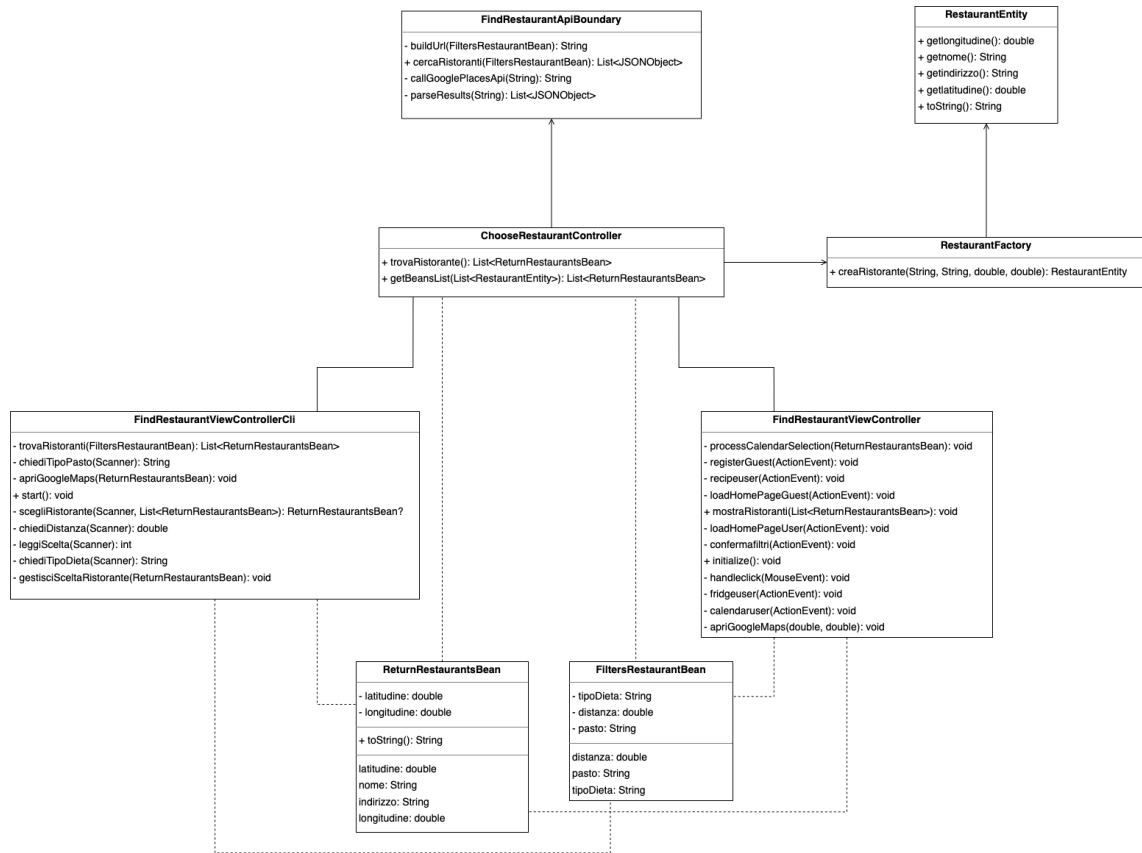 FindRestaurantApiBoundary
- buildUrl(FiltersRestaurantBean): String
+ cercaRistoranti(FiltersRestaurantBean): List<JSONObject>
- callGooglePlacesApi(String): String
- parseResults(String): List<JSONObject>
RestaurantEntity
+ getlongitudine(): double
+ getnome(): String
+ getindirizzo(): String
+ getlatitudine(): double
+ toString(): String
ChooseRestaurantController
+ trovaRistorante(): List<ReturnRestaurantsBean>
+ getBeansList(List<RestaurantEntity>): List<ReturnRestaurantsBean>
RestaurantFactory
+ creaRistorante(String, String, double, double): RestaurantEntity
FindRestaurantViewControllerCli
- trovaRistoranti(FiltersRestaurantBean): List<ReturnRestaurantsBean>
- chiediTipoPasto(Scanner): String
- apriGoogleMaps(ReturnRestaurantsBean): void
+ start(): void
- scegliRistorante(Scanner, List<ReturnRestaurantsBean>): ReturnRestaurantsBean?
- chiediDistanza(Scanner): double
- leggiScelta(Scanner): int
- chiediTipoDieta(Scanner): String
- gestisciSceltaRistorante(ReturnRestaurantsBean): void
FindRestaurantViewController
- processCalendarSelection(ReturnRestaurantsBean): void
- registerGuest(ActionEvent): void
- recipeuser(ActionEvent): void
- loadHomePageGuest(ActionEvent): void
+ mostraRistoranti(List<ReturnRestaurantsBean>): void
- loadHomePageUser(ActionEvent): void
- confermafiltri(ActionEvent): void
+ initialize(): void
- handleclick(MouseEvent): void
- fridgeuser(ActionEvent): void
- calendaruser(ActionEvent): void
- apriGoogleMaps(double, double): void
ReturnRestaurantsBean
- latitudine: double
- longitudine: double
+ toString(): String
latitudine: double
nome: String
indirizzo: String
longitudine: double
FiltersRestaurantBean
- tipoDieta: String
- distanza: double
- pasto: String
distanza: double
pasto: String
tipoDieta: String